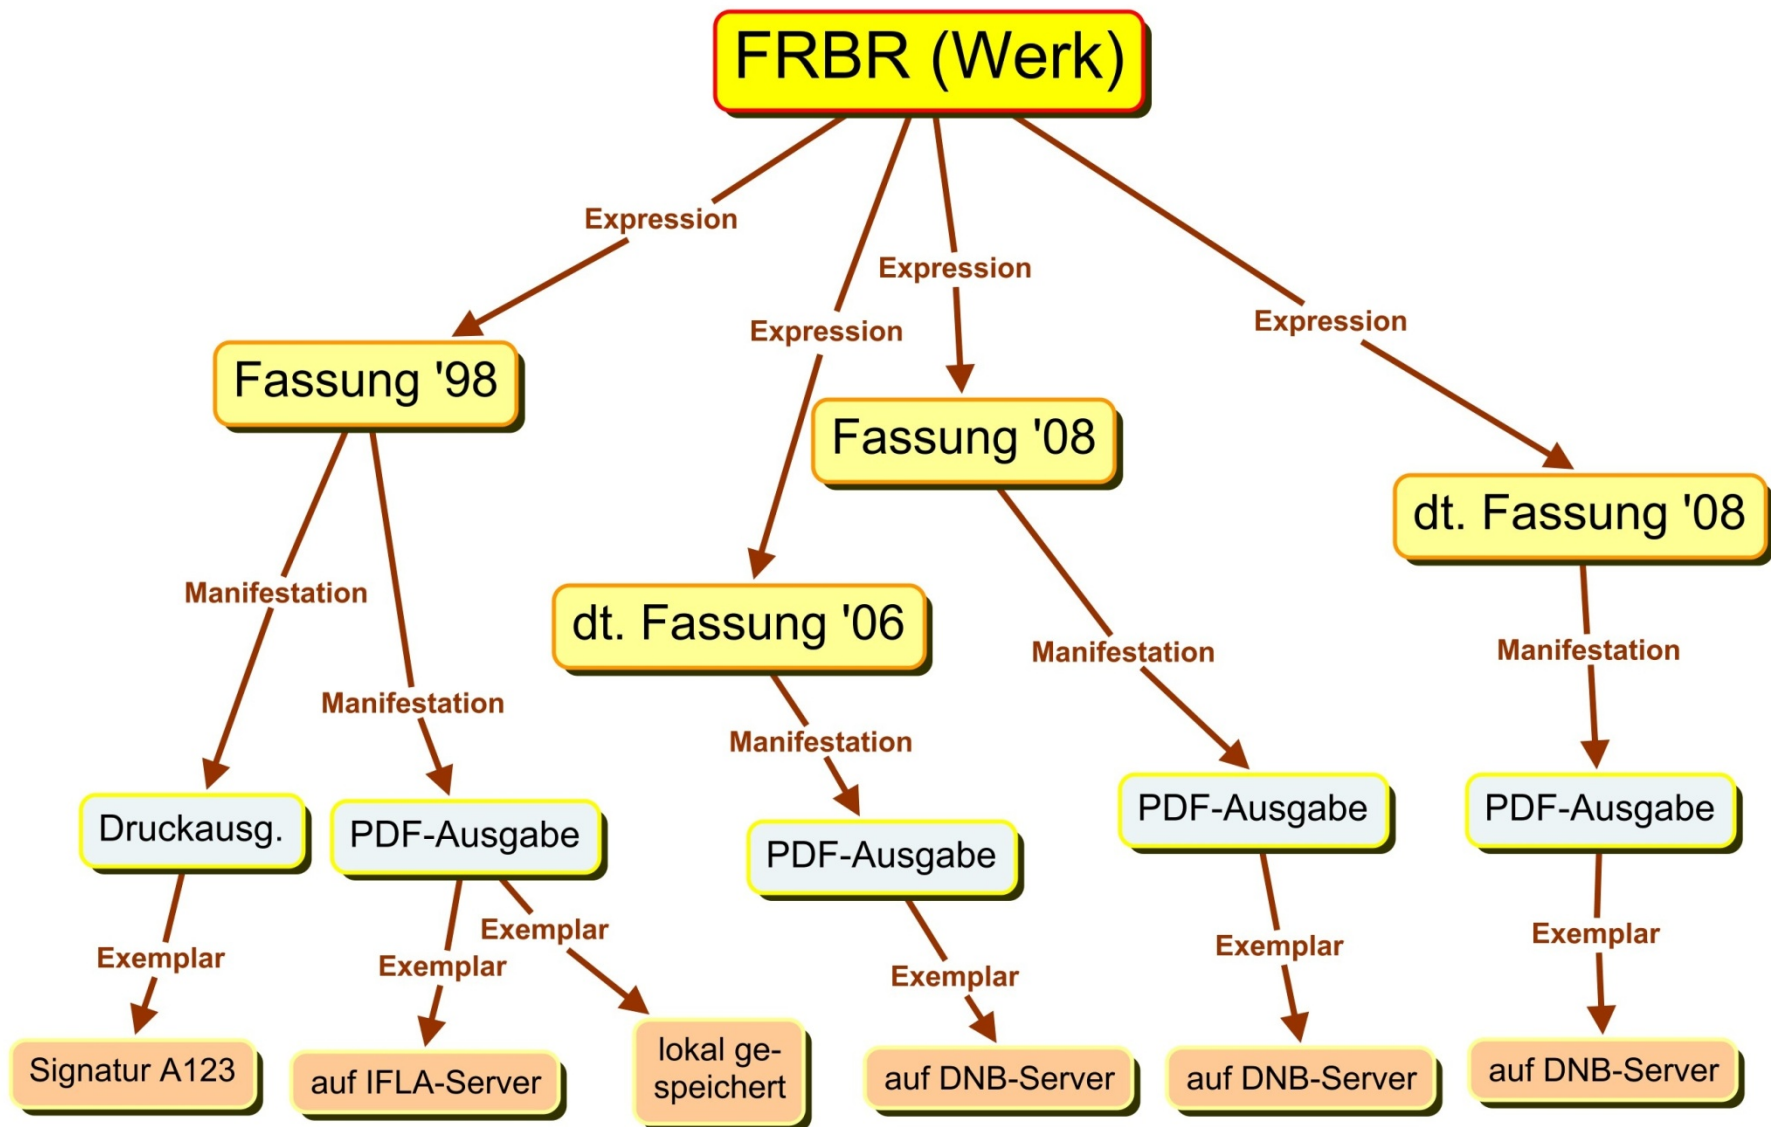 FRBR (Werk)
Expression
Expression
Expression
Expression
Fassung '98
Fassung '08
dt. Fassung '08
dt. Fassung '06
Manifestation
Manifestation
Manifestation
Manifestation
Manifestation
Druckausg.
PDF-Ausgabe
PDF-Ausgabe
PDF-Ausgabe
PDF-Ausgabe
Exemplar
Exemplar
Exemplar
Exemplar
Exemplar
Exemplar
Signatur A123
auf IFLA-Server
lokal ge-
speichert
auf DNB-Server
auf DNB-Server
auf DNB-Server